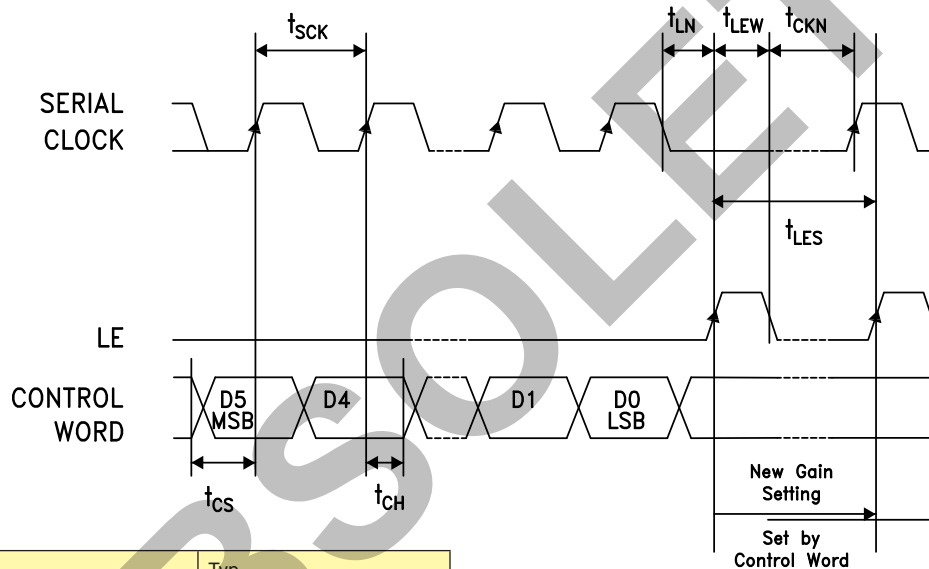 tSCK
tLN tLEW tCKN
SERIAL
CLOCK
tLES
LE
CONTROL
WORD
D5
MSB
D4
D1
D0
LSB
tCS
tCH
New Gain
Setting
Set by
Control Word
OBSOLETE
Typ